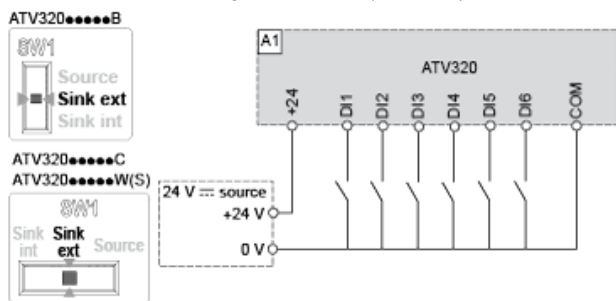 ATV320●●●●●B
SW1
Source
Sink ext
Sink int
ATV320●●●●●C
ATV320●●●●●W(S)
SW1
Sink int
Sink ext
Source
A1
ATV320
+24
DI1
DI2
DI3
DI4
DI5
DI6
COM
24 V ⎓ source
+24 V
0 V